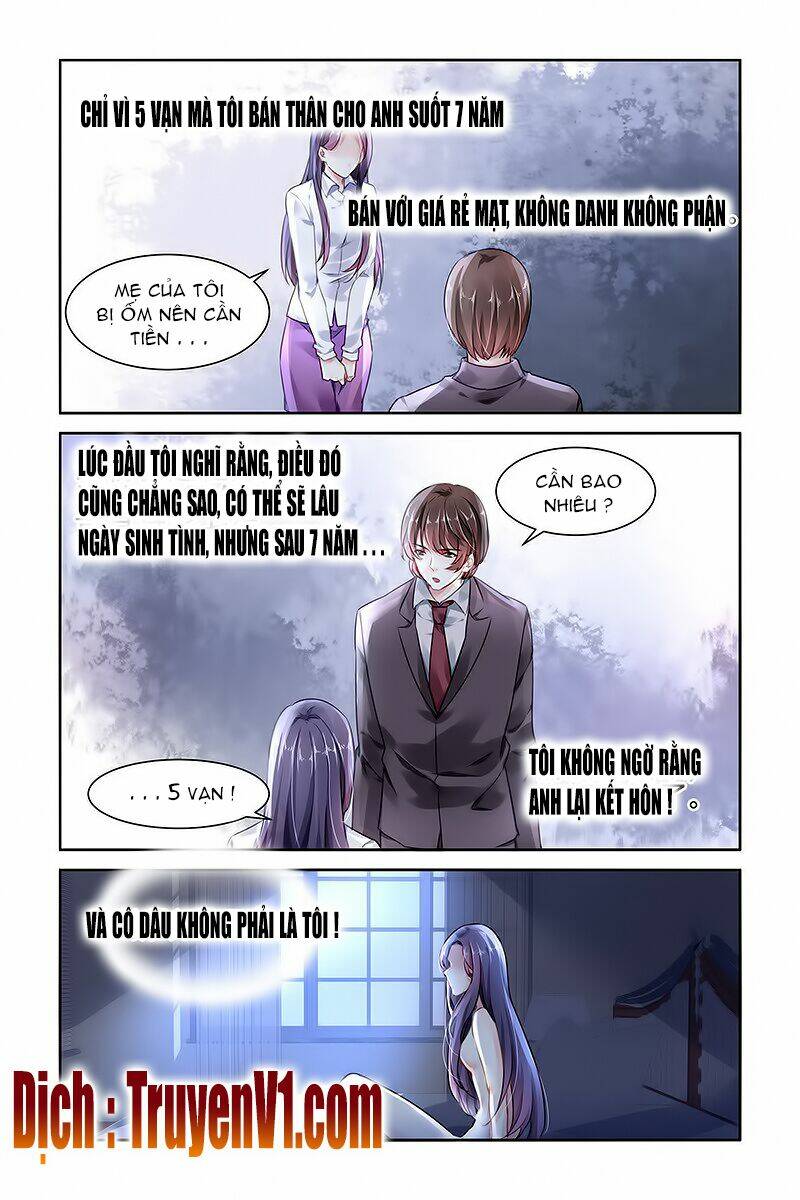 CHỈ VÌ 5 VẠN MÀ TÔI BÁN THÂN CHO ANH SUỐT 7 NĂM
BÁN VỚI GIÁ RẺ MẠT, KHÔNG DANH KHÔNG PHẬN。
MẸ CỦA TÔI
BỊ ỐM NÊN CẦN
TIỀN . . .
LÚC ĐẦU TÔI NGHĨ RẰNG, ĐIỀU ĐÓ
CŨNG CHẲNG SAO, CÓ THỂ SẼ LÂU
NGÀY SINH TÌNH, NHƯNG SAU 7 NĂM . . .
CẦN BAO
NHIÊU ?
. . . 5 VẠN !
TÔI KHÔNG NGỜ RẰNG
ANH LẠI KẾT HÔN ! 。
VÀ CÔ DÂU KHÔNG PHẢI LÀ TÔI !
Dịch : TruyenV1.com